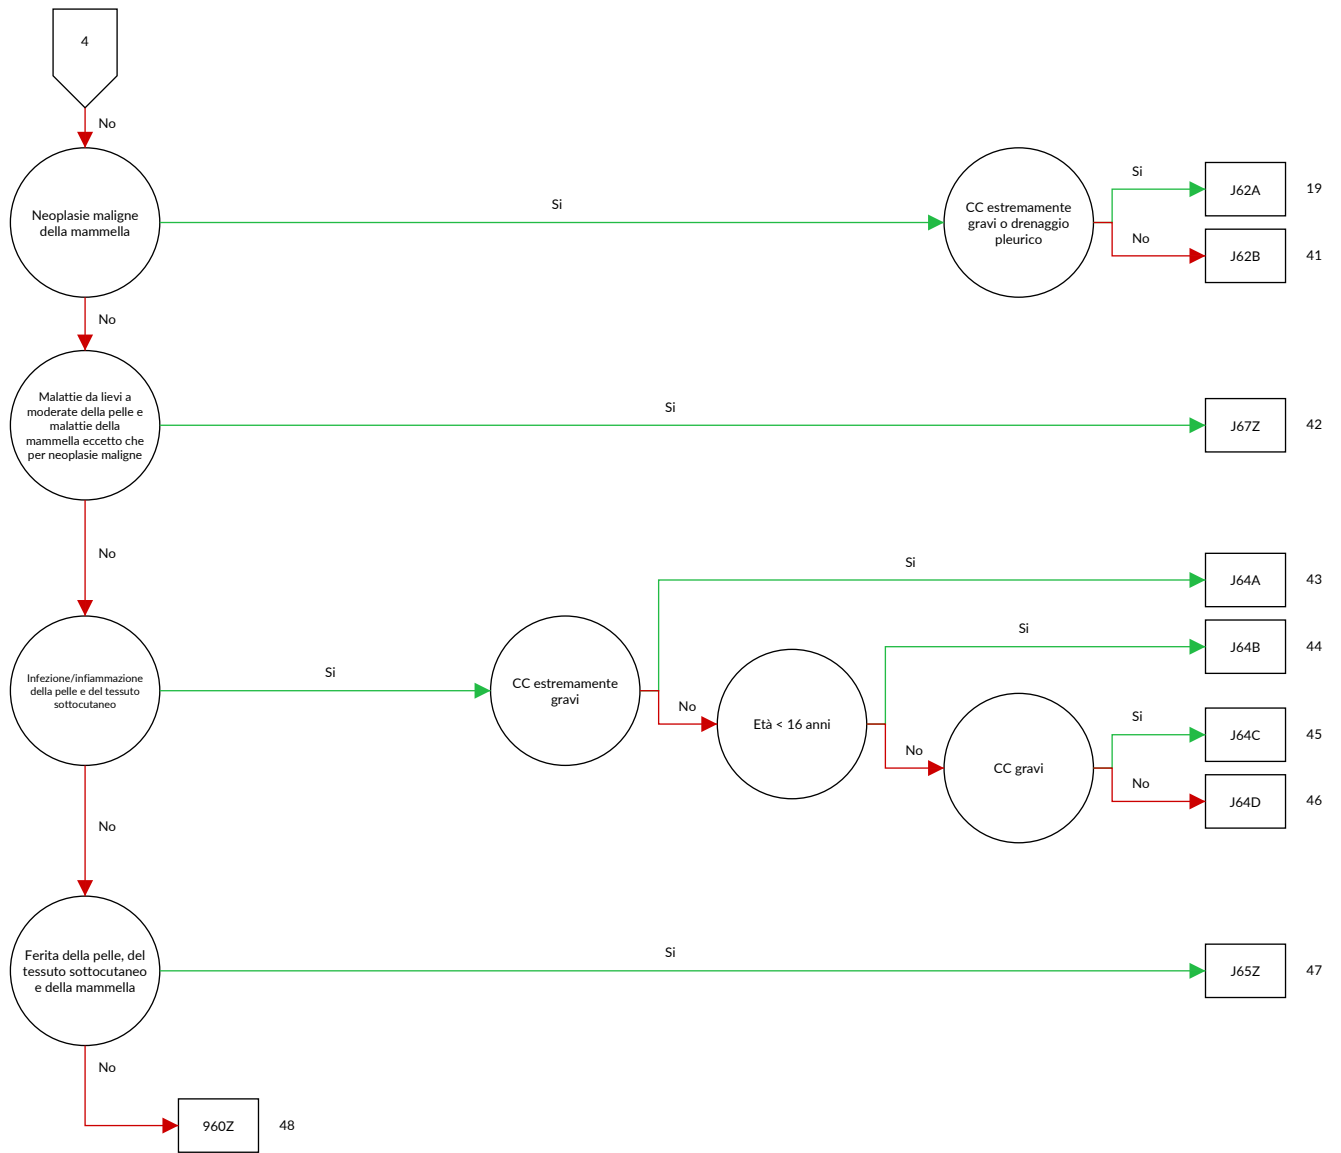 4
No
Neoplasie maligne
della mammella
Si
CC estremamente
gravi o drenaggio
pleurico
Si
J62A
19
No
J62B
41
No
Malattie da lievi a
moderate della pelle e
malattie della
mammella eccetto che
per neoplasie maligne
Si
J67Z
42
No
Infezione/infiammazione
della pelle e del tessuto
sottocutaneo
Si
CC estremamente
gravi
Si
J64A
43
No
Età < 16 anni
Si
J64B
44
No
CC gravi
Si
J64C
45
No
J64D
46
No
Ferita della pelle, del
tessuto sottocutaneo
e della mammella
Si
J65Z
47
No
960Z
48